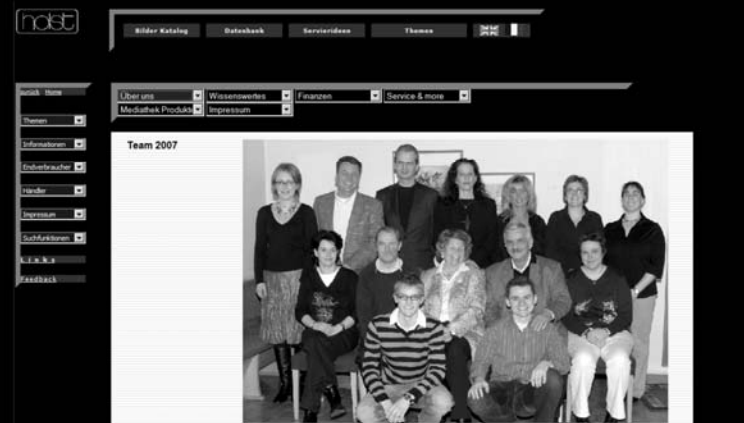 holst
Bilder Katalog
Datenbank
Servierideen
Themen
zurück Home
Themen
Informationen
Endverbraucher
Händler
Impressum
Suchfunktionen
Links
Feedback
Über uns
Wissenswertes
Finanzen
Service & more
Mediathek Produkte
Impressum
Team 2007